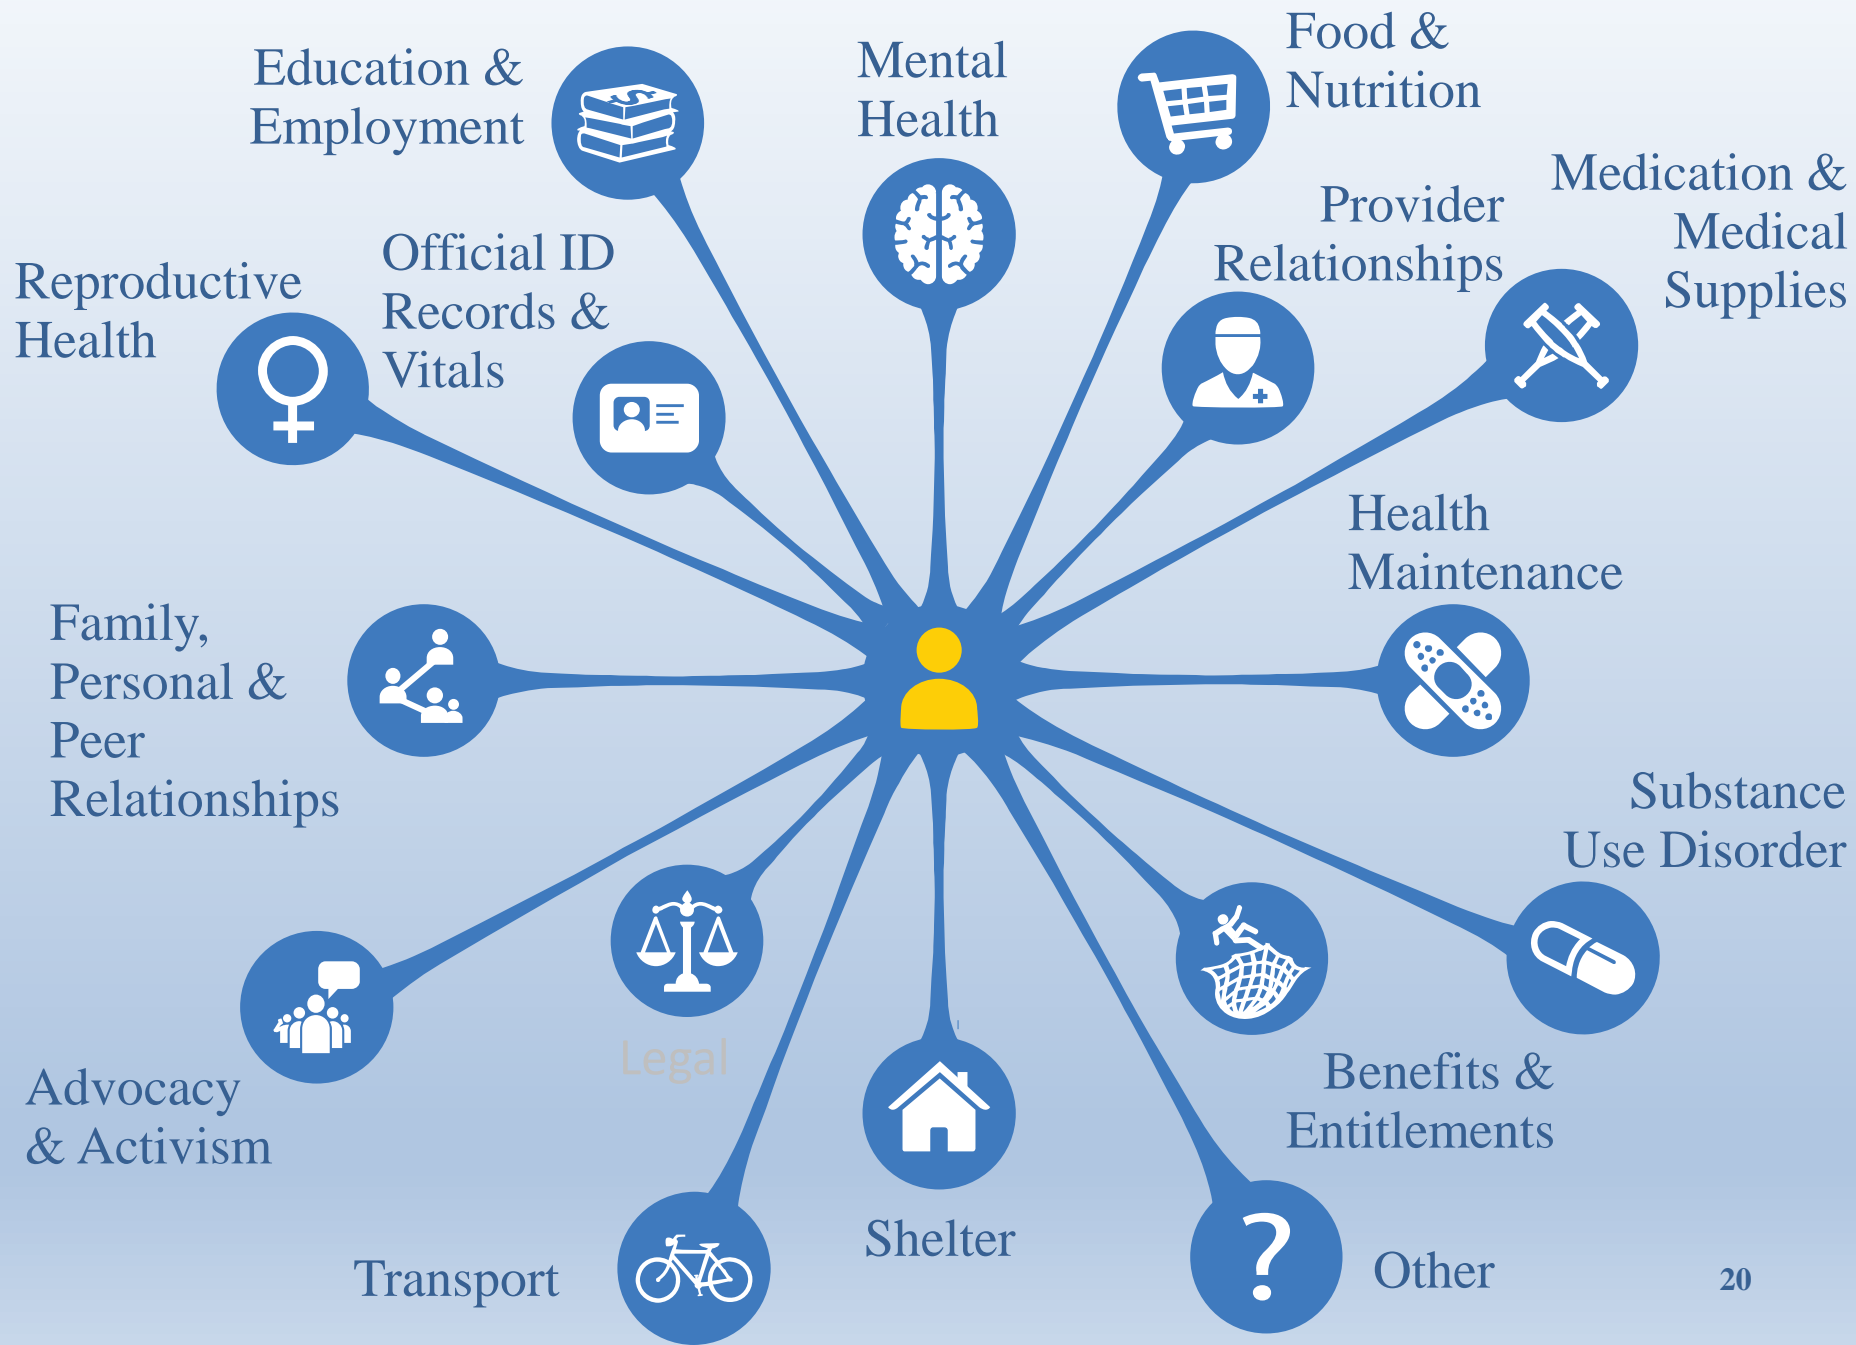 Education &
Employment
Mental
Health
Food &
Nutrition
Medication &
Medical
Supplies
Provider
Relationships
Official ID
Records &
Vitals
Reproductive
Health
Health
Maintenance
Family,
Personal &
Peer
Relationships
Substance
Use Disorder
Legal
Advocacy
& Activism
Benefits &
Entitlements
Shelter
Transport
?
Other
20